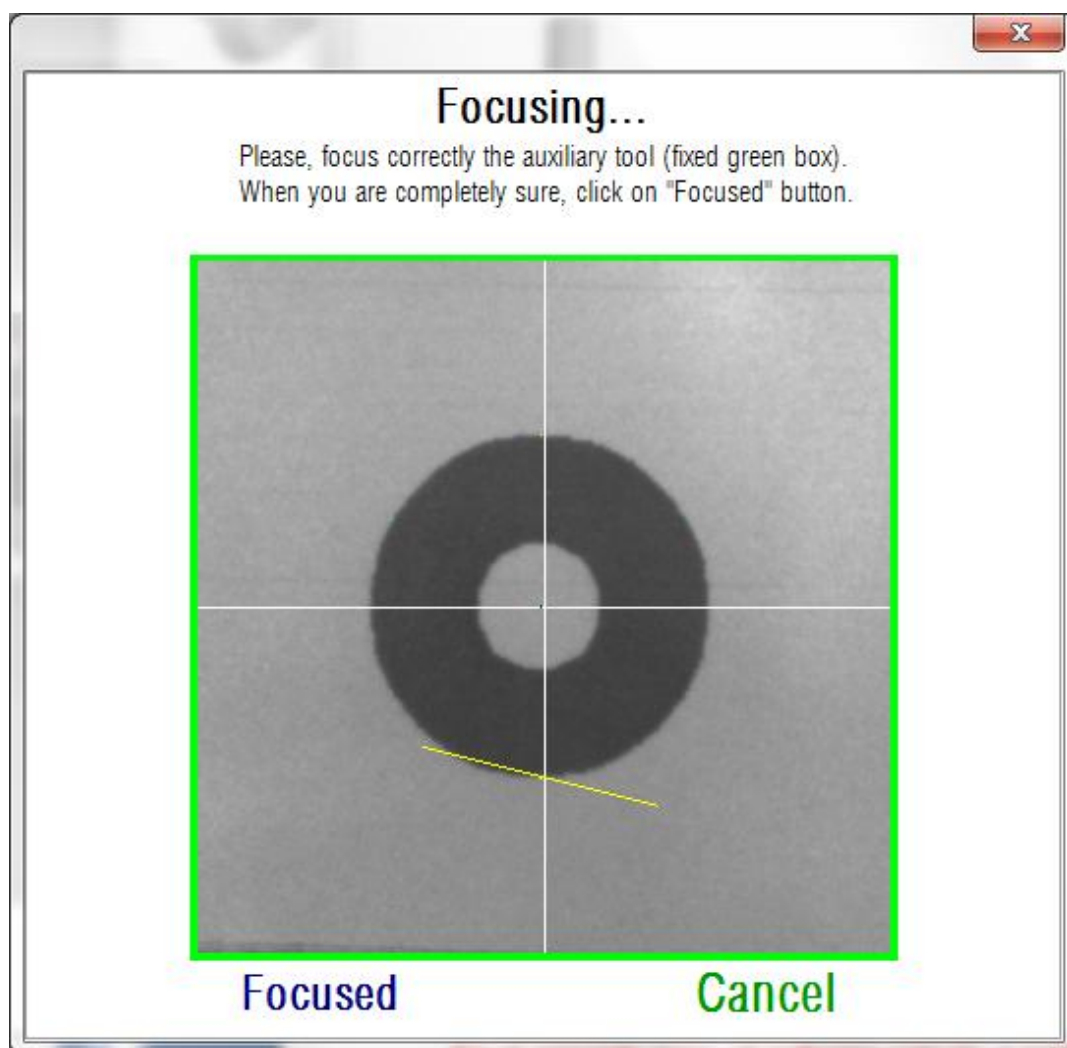 Focusing...
Please, focus correctly the auxiliary tool (fixed green box).
When you are completely sure, click on "Focused" button.
Focused
Cancel